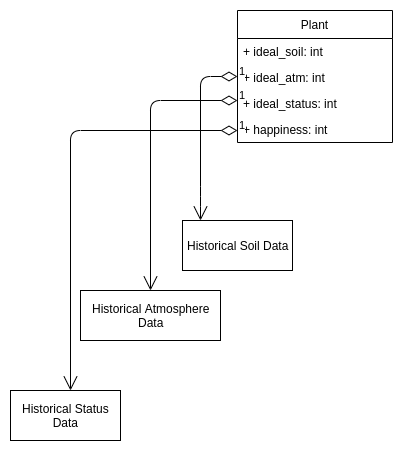 Plant
+ ideal_soil: int
1
+ ideal_atm: int
1
+ ideal_status: int
1
+ happiness: int
Historical Soil Data
Historical Atmosphere
Data
Historical Status
Data